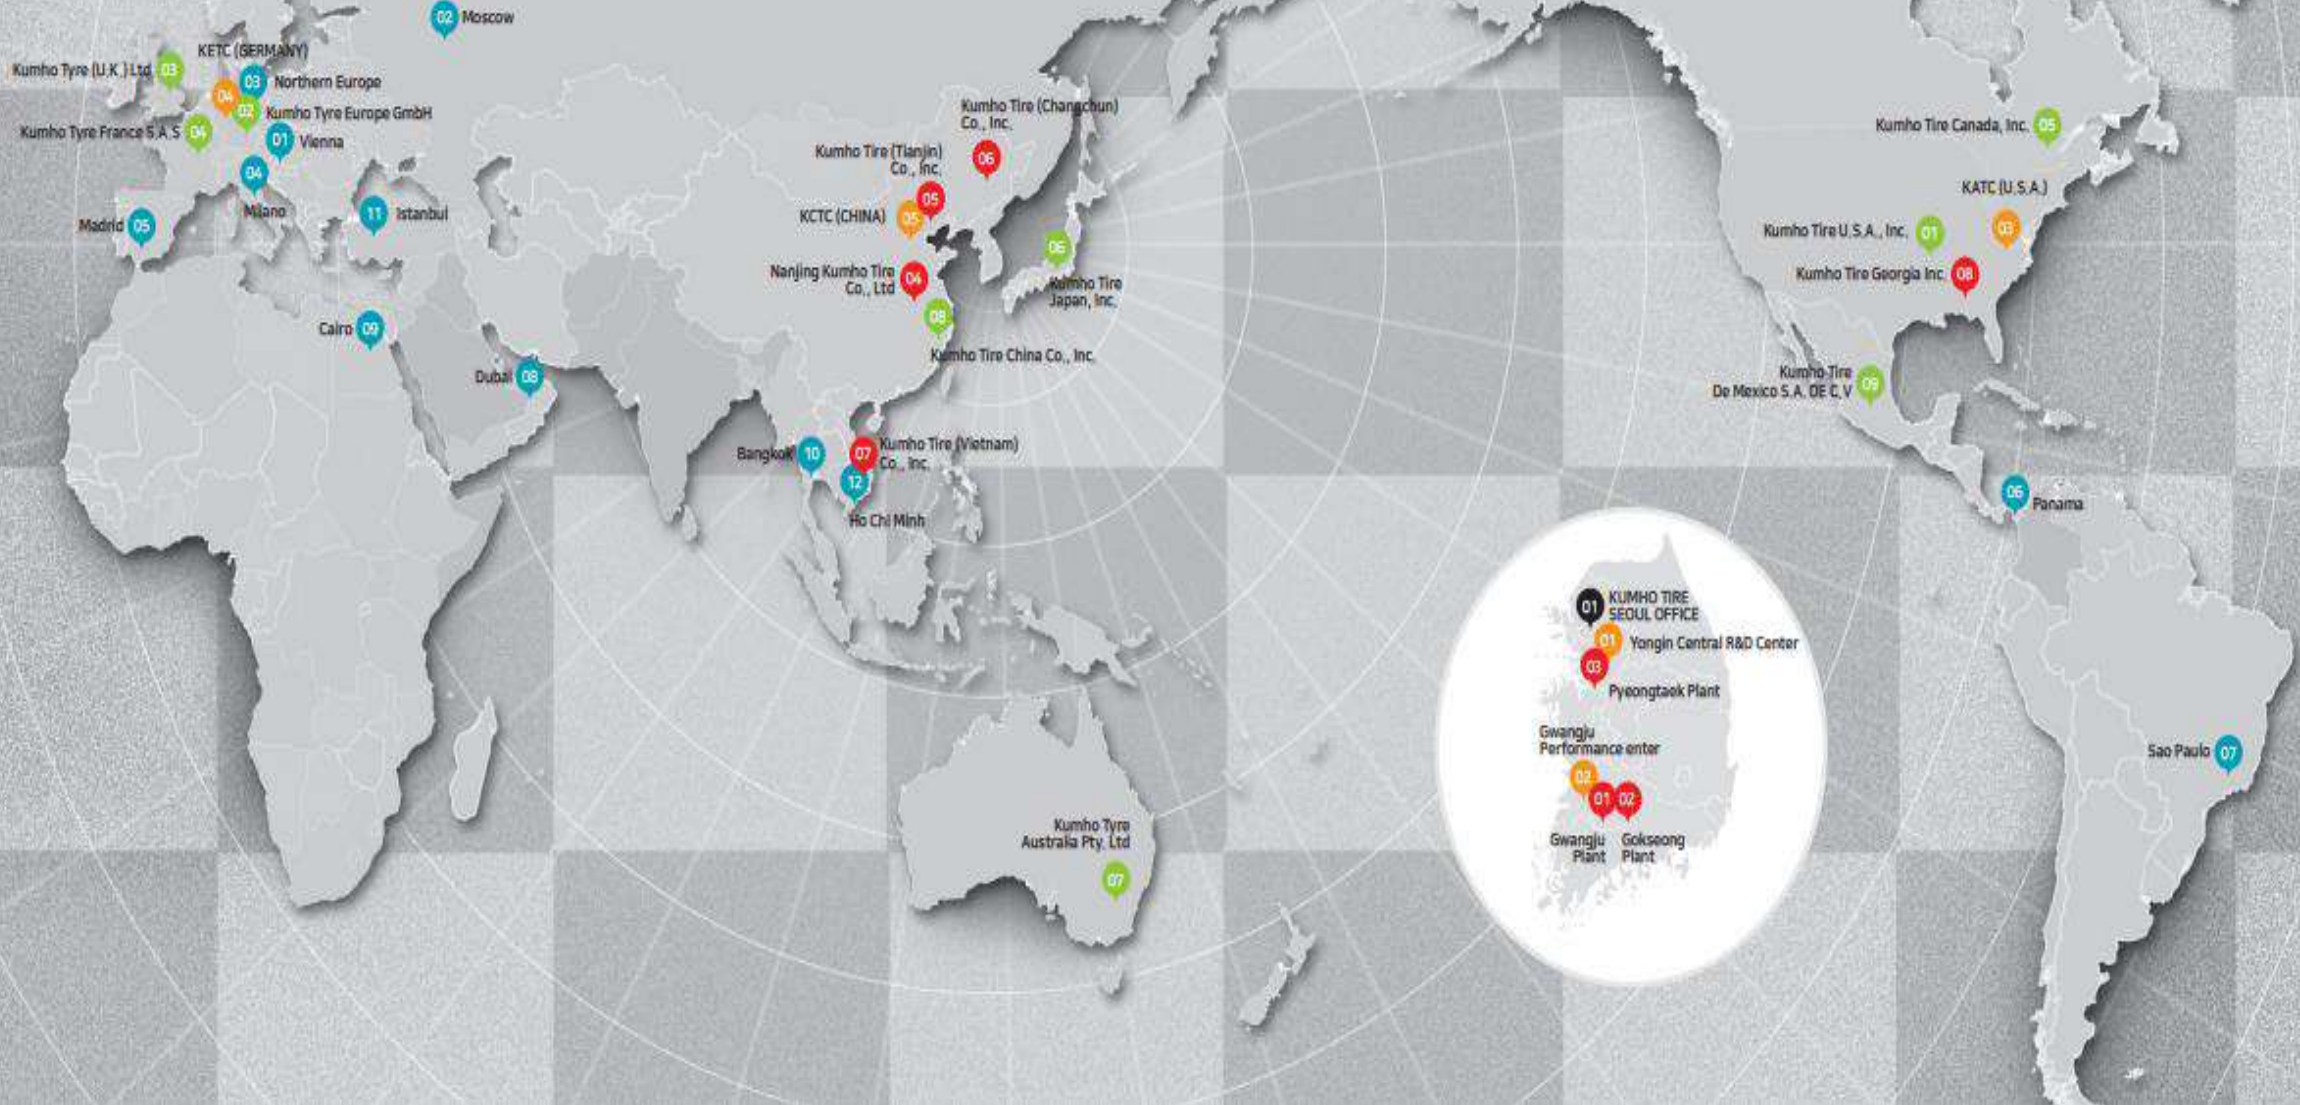 02 Moscow
KETC (GERMANY)
Kumho Tyre (U.K.) Ltd 03
03 Northern Europe
04
02 Kumho Tyre Europe GmbH
Kumho Tyre France S.A.S 04
01 Vienna
04
Milano
Madrid 05
11 Istanbul
Cairo 09
Dubai 08
Kumho Tire (Changchun)
Co., Inc.
06
Kumho Tire (Tianjin)
Co., Inc.
05
KCTC (CHINA) 05
Nanjing Kumho Tire
Co., Ltd
04
08
Kumho Tire China Co., Inc.
06
Kumho Tire
Japan, Inc.
Bangkok 10
07 Kumho Tire (Vietnam)
Co., Inc.
12
Ho Chi Minh
Kumho Tyre
Australia Pty. Ltd
07
Kumho Tire Canada, Inc. 05
KATC (U.S.A.)
03
Kumho Tire U.S.A., Inc. 01
Kumho Tire Georgia Inc. 08
Kumho Tire
De Mexico S.A. DE C.V 09
06 Panama
Sao Paulo 07
01 KUMHO TIRE
SEOUL OFFICE
01 Yongin Central R&D Center
03
Pyeongtaek Plant
Gwangju
Performance enter
02
01 02
Gwangju
Plant
Gokseong
Plant